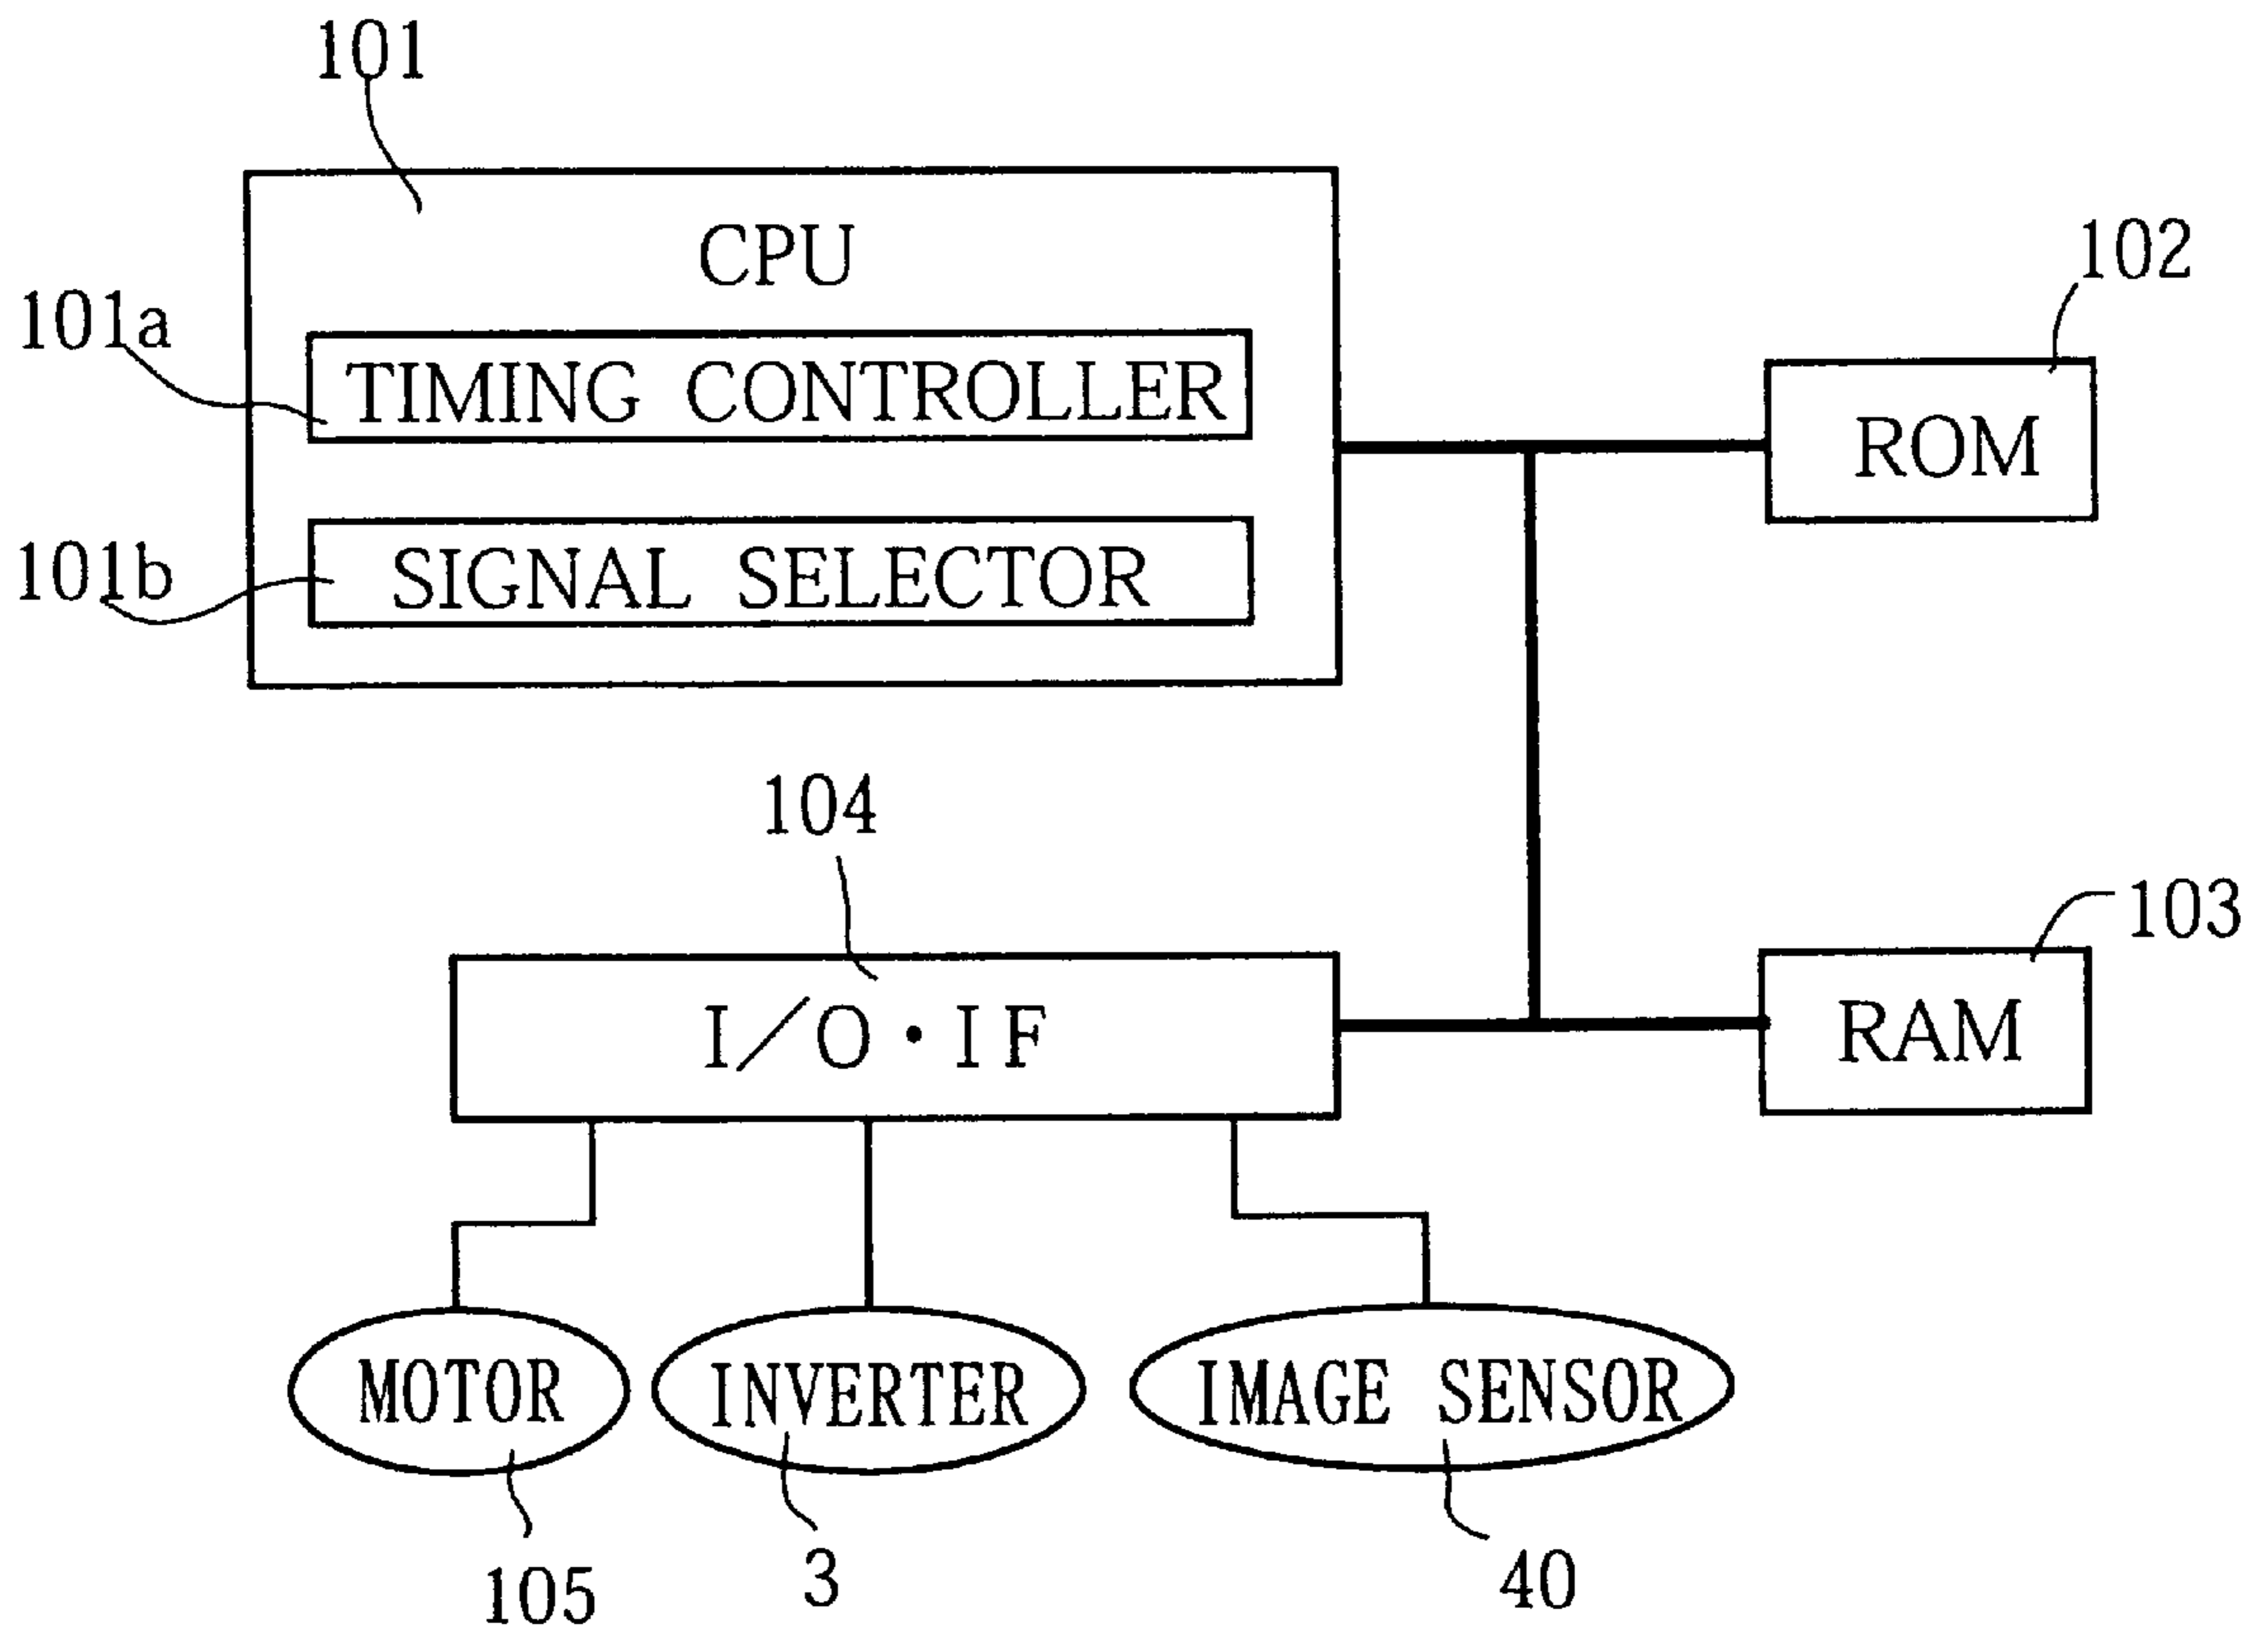 101
CPU
102
101a
TIMING CONTROLLER
ROM
101b
SIGNAL SELECTOR
104
103
I/O・IF
RAM
MOTOR
INVERTER
IMAGE SENSOR
105
3
40